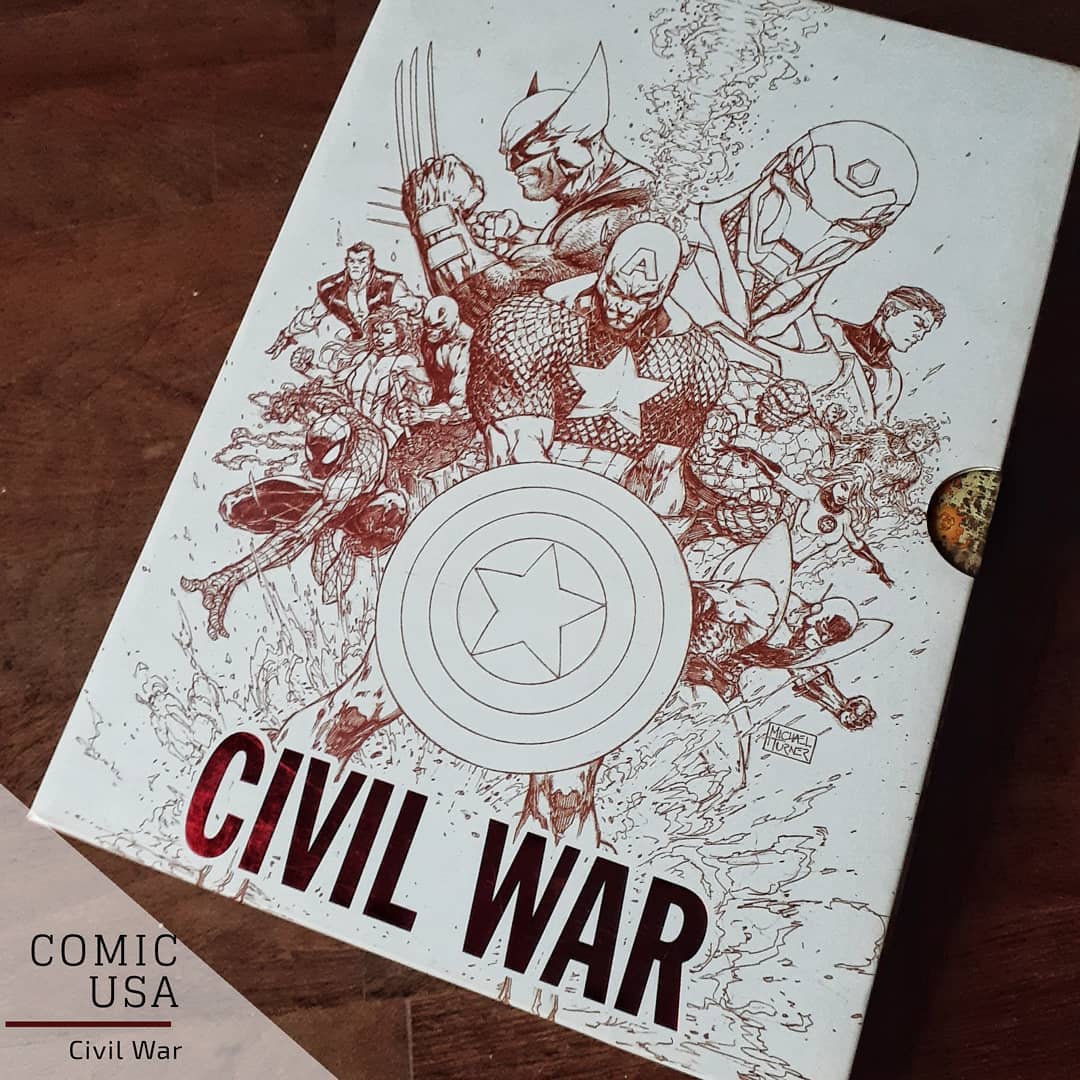 A
MICHAEL
TURNER
CIVIL WAR
COMIC
USA
Civil War